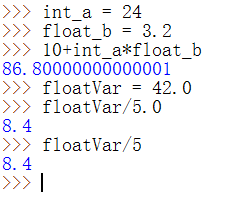 >>> int_a = 24
>>> float_b = 3.2
>>> 10+int_a*float_b
86.80000000000001
>>> floatVar = 42.0
>>> floatVar/5.0
8.4
>>> floatVar/5
8.4
>>>